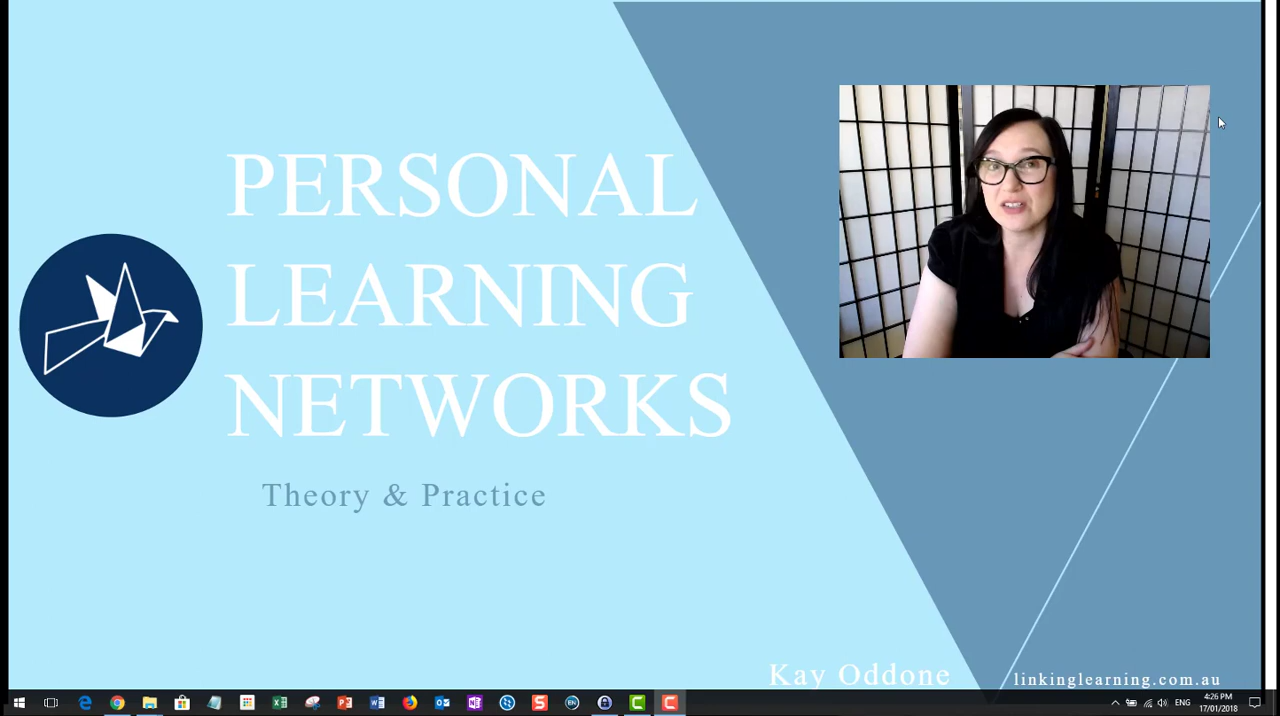 PERSONAL
LEARNING
NETWORKS
Theory & Practice
Kay Oddone
linkinglearning.com.au
ENG
4:26 PM
17/01/2018